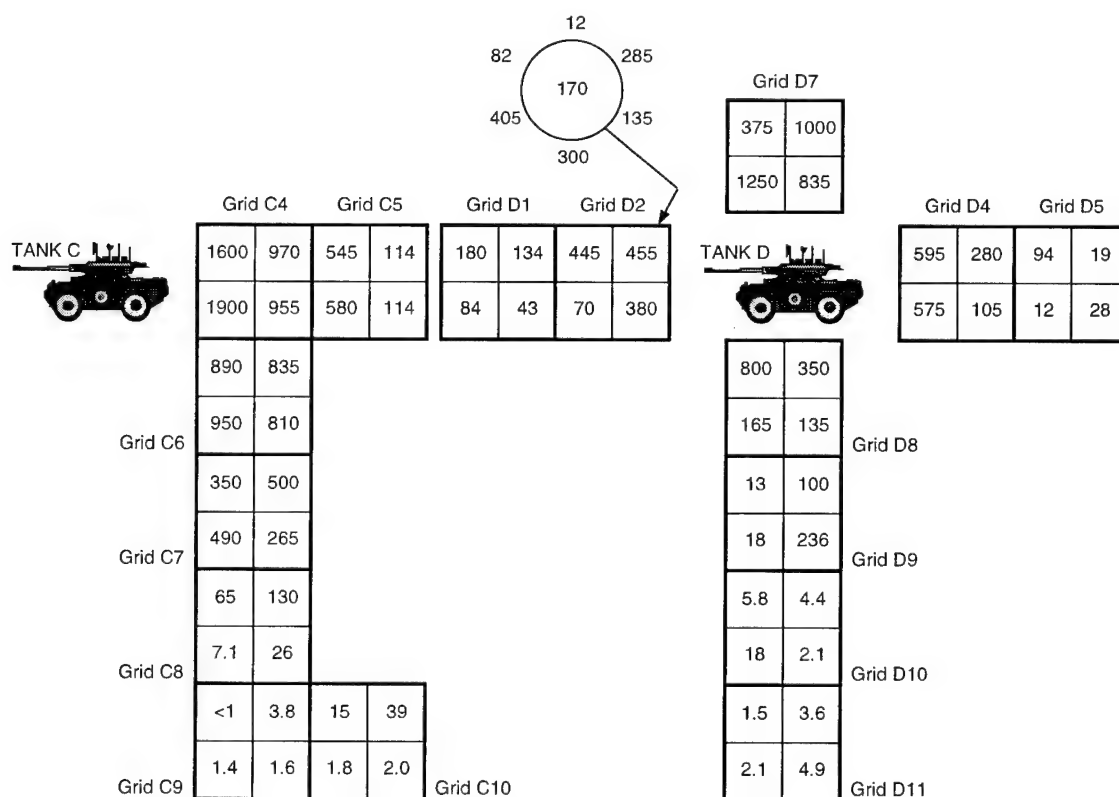 12
82 285
170
405 135
300
Grid D7
375 1000
1250 835
Grid C4 Grid C5 Grid D1 Grid D2 Grid D4 Grid D5
TANK C 1600 970 545 114 180 134 445 455 TANK D 595 280 94 19
1900 955 580 114 84 43 70 380 575 105 12 28
890 835 800 350
Grid C6 950 810 165 135 Grid D8
350 500 13 100
Grid C7 490 265 18 236 Grid D9
65 130 5.8 4.4
Grid C8 7.1 26 18 2.1 Grid D10
<1 3.8 15 39 1.5 3.6
Grid C9 1.4 1.6 1.8 2.0 Grid C10 2.1 4.9 Grid D11